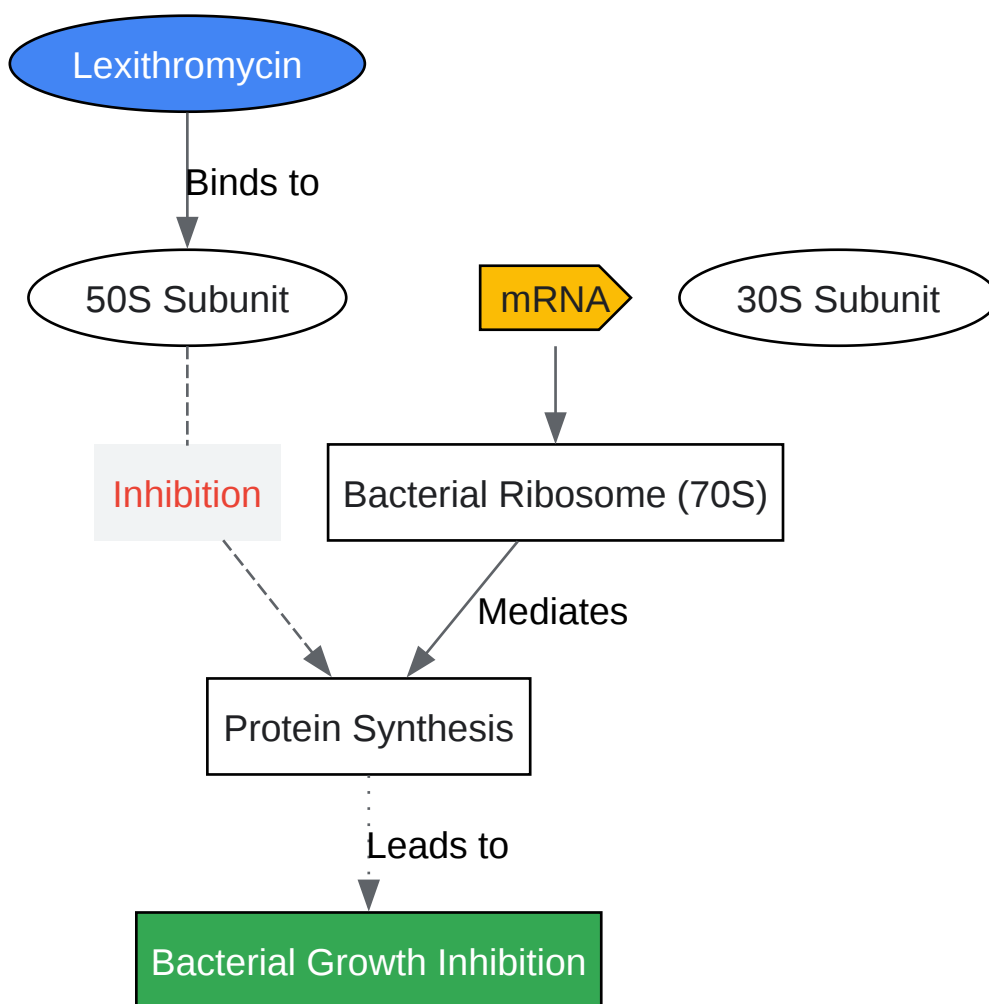 Lexithromycin
Binds to
50S Subunit
mRNA
30S Subunit
Inhibition
Bacterial Ribosome (70S)
Mediates
Protein Synthesis
Leads to
Bacterial Growth Inhibition